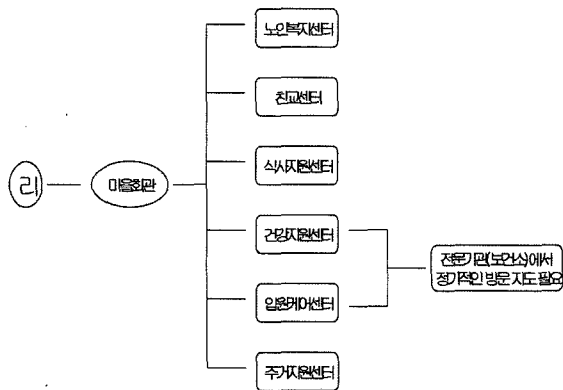 노인복지센터
친교센터
식사지원센터
리
마을회관
건강지원센터
전문기관(보건소)에서
정기적인 방문 지도 필요
입원케어센터
주거지원센터